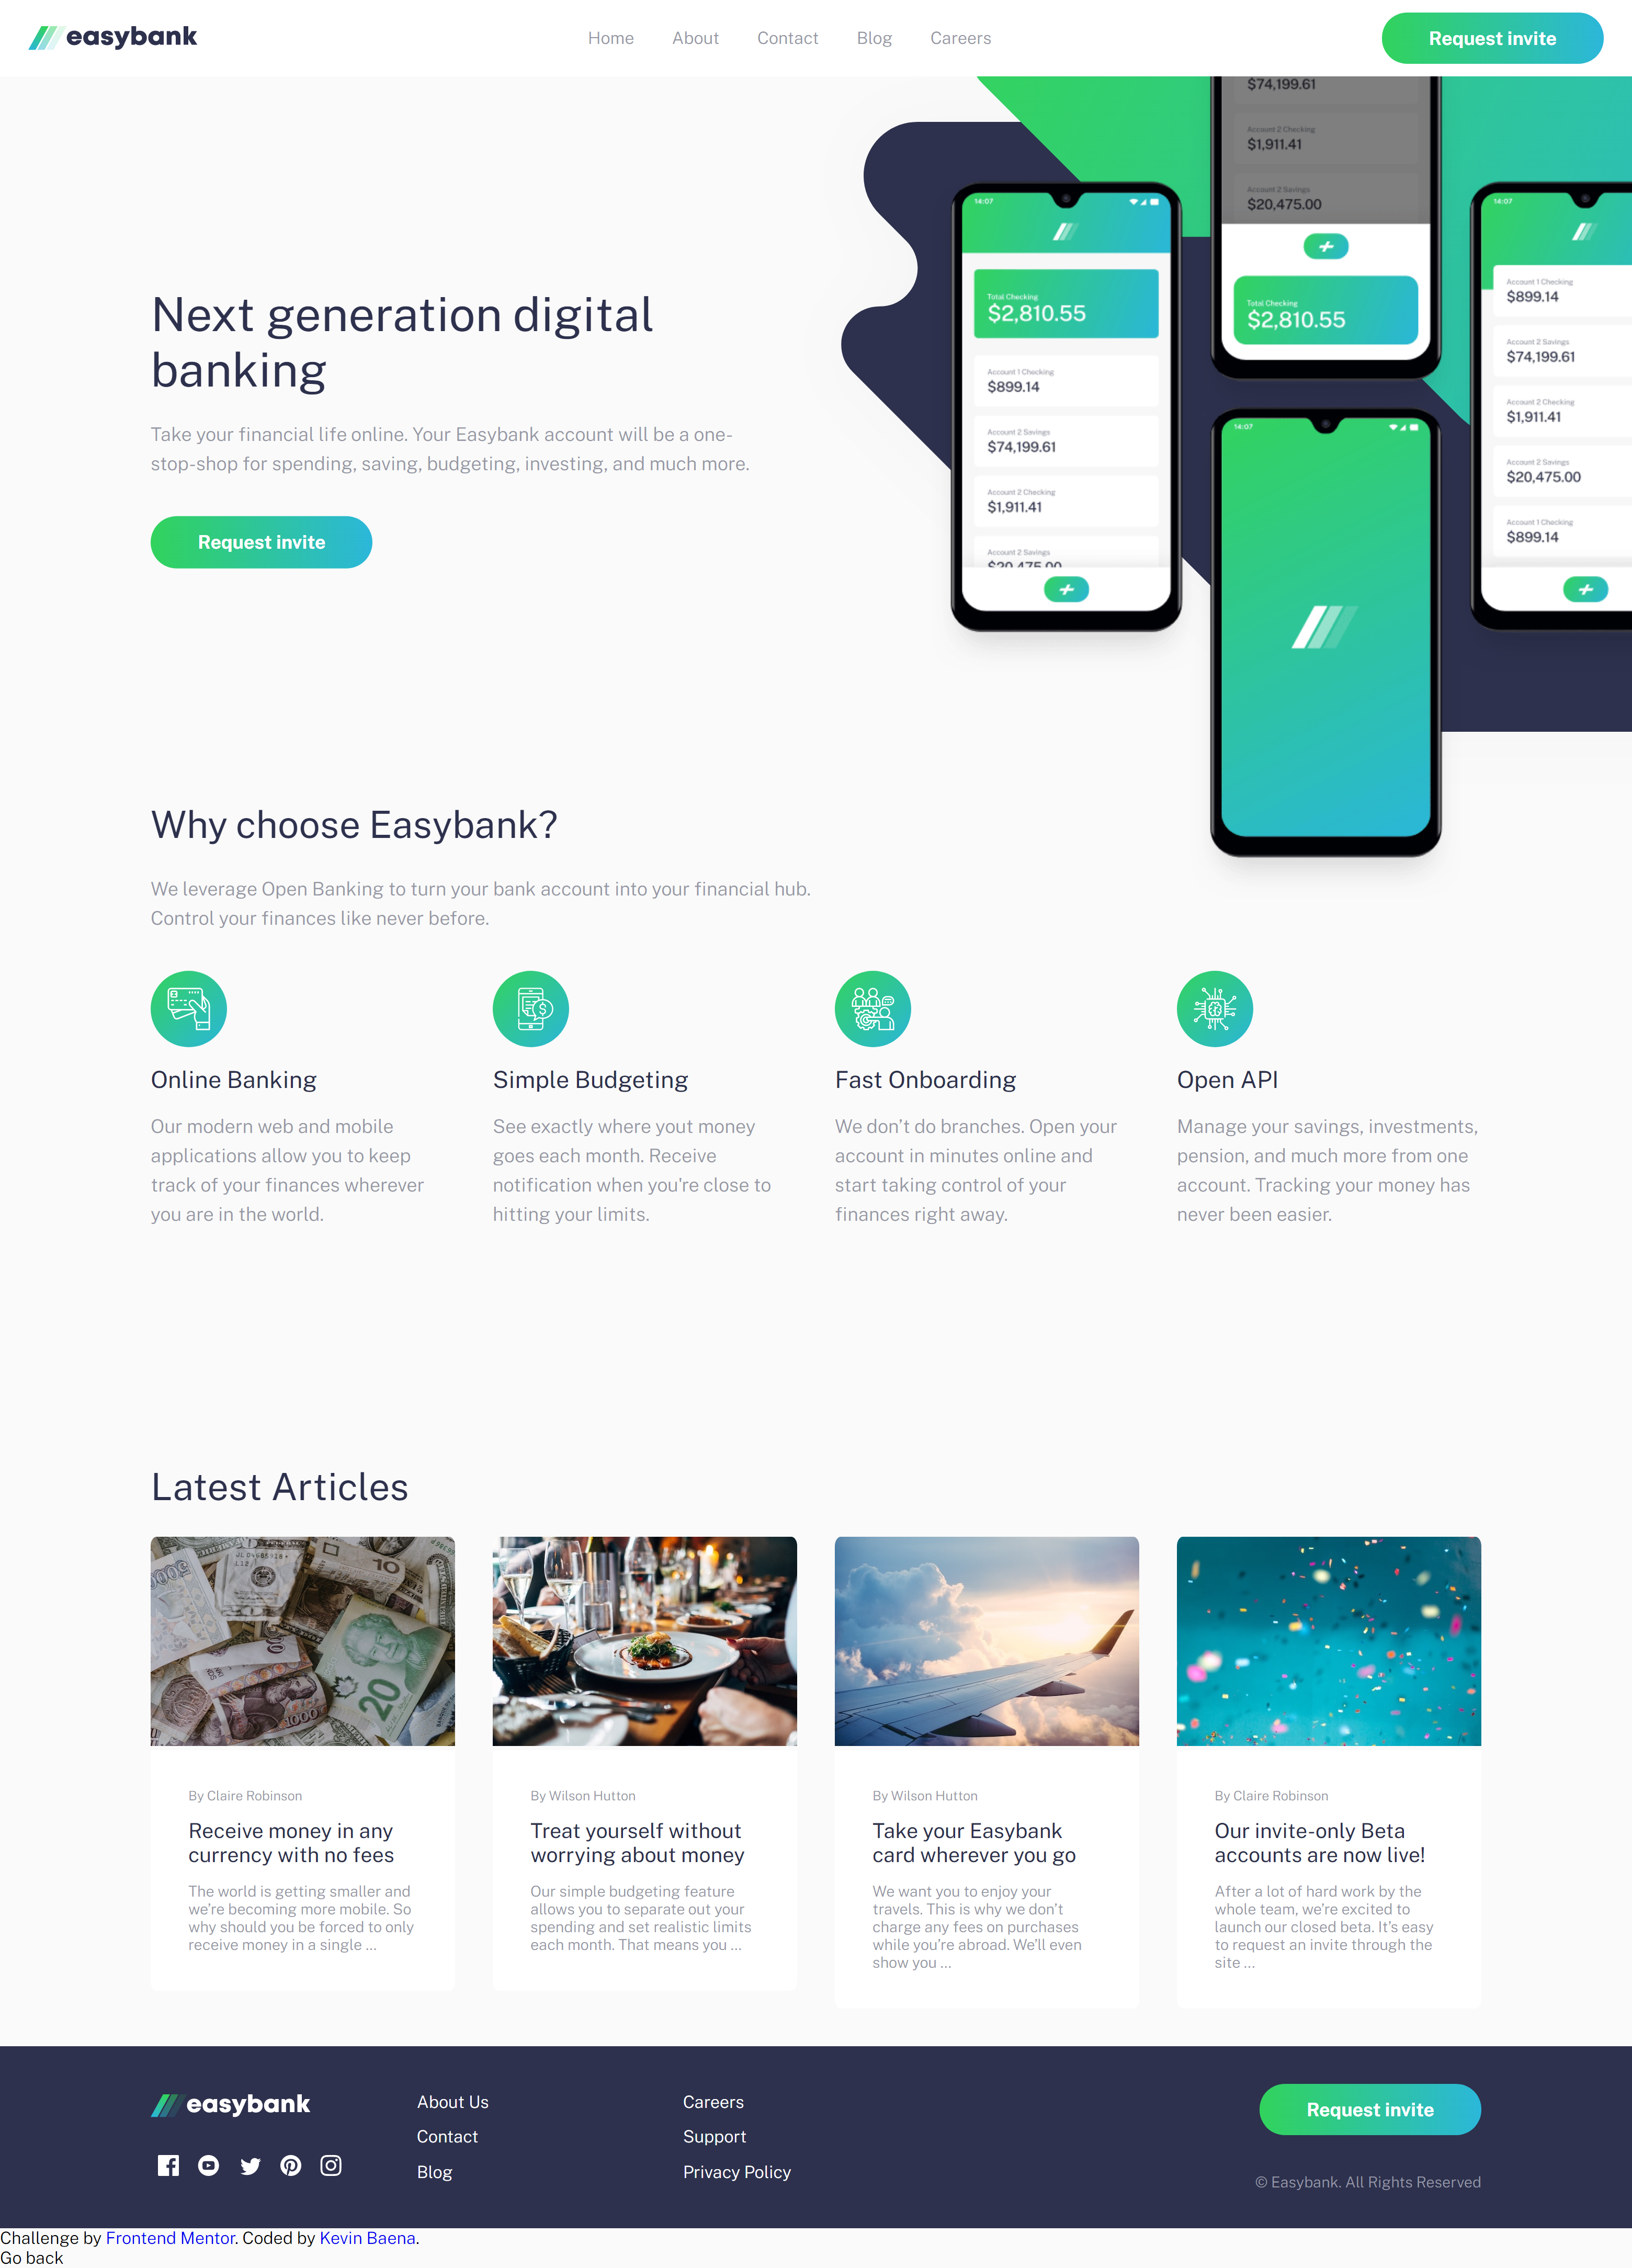 easybank
Home About Contact Blog Careers
Request invite
$74,199.61
Account 2 Checking
$1,911.41
Account 2 Savings
$20,475.00
Total Checking
$2,810.55
14:07
Total Checking
$2,810.55
Account 1 Checking
$899.14
Account 2 Savings
$74,199.61
Account 2 Checking
$1,911.41
Account 2 Savings
$20,475.00
14:07
Account 1 Checking
$899.14
Account 2 Savings
$74,199.61
Account 2 Checking
$1,911.41
Account 2 Savings
$20,475.00
Account 1 Checking
$899.14
14:07
Next generation digital
banking
Take your financial life online. Your Easybank account will be a one-
stop-shop for spending, saving, budgeting, investing, and much more.
Request invite
Why choose Easybank?
We leverage Open Banking to turn your bank account into your financial hub.
Control your finances like never before.
Online Banking
Our modern web and mobile
applications allow you to keep
track of your finances wherever
you are in the world.
Simple Budgeting
See exactly where yout money
goes each month. Receive
notification when you're close to
hitting your limits.
Fast Onboarding
We don't do branches. Open your
account in minutes online and
start taking control of your
finances right away.
Open API
Manage your savings, investments,
pension, and much more from one
account. Tracking your money has
never been easier.
Latest Articles
By Claire Robinson
Receive money in any
currency with no fees
The world is getting smaller and
we're becoming more mobile. So
why should you be forced to only
receive money in a single ...
By Wilson Hutton
Treat yourself without
worrying about money
Our simple budgeting feature
allows you to separate out your
spending and set realistic limits
each month. That means you ...
By Wilson Hutton
Take your Easybank
card wherever you go
We want you to enjoy your
travels. This is why we don't
charge any fees on purchases
while you're abroad. We'll even
show you ...
By Claire Robinson
Our invite-only Beta
accounts are now live!
After a lot of hard work by the
whole team, we're excited to
launch our closed beta. It's easy
to request an invite through the
site ...
easybank
About Us
Contact
Blog
Careers
Support
Privacy Policy
Request invite
© Easybank. All Rights Reserved
Challenge by Frontend Mentor. Coded by Kevin Baena.
Go back